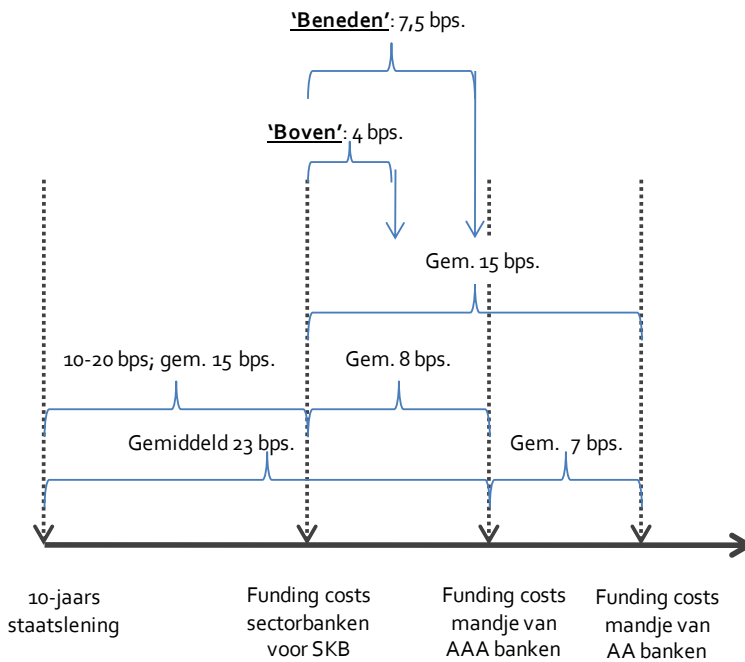 ‘Beneden’: 7,5 bps.
‘Boven’: 4 bps.
Gem. 15 bps.
10-20 bps; gem. 15 bps.
Gem. 8 bps.
Gemiddeld 23 bps.
Gem. 7 bps.
10-jaars
staatslening
Funding costs
sectorbanken
voor SKB
Funding costs
mandje van
AAA banken
Funding costs
mandje van
AA banken